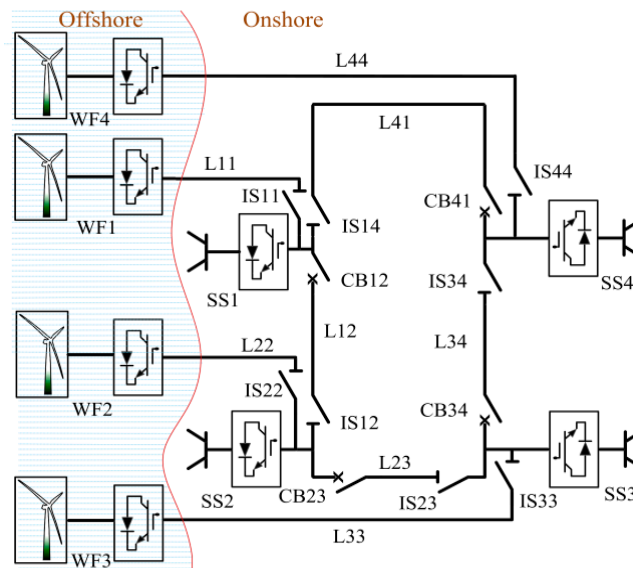 Offshore Onshore
L44
WF4
L41
L11
IS44
IS11
CB41
WF1
IS14
CB12
SS1
IS34
SS4
L12
L34
L22
IS22
CB34
WF2
IS12
L23
SS2
CB23
IS23
IS33
SS3
L33
WF3